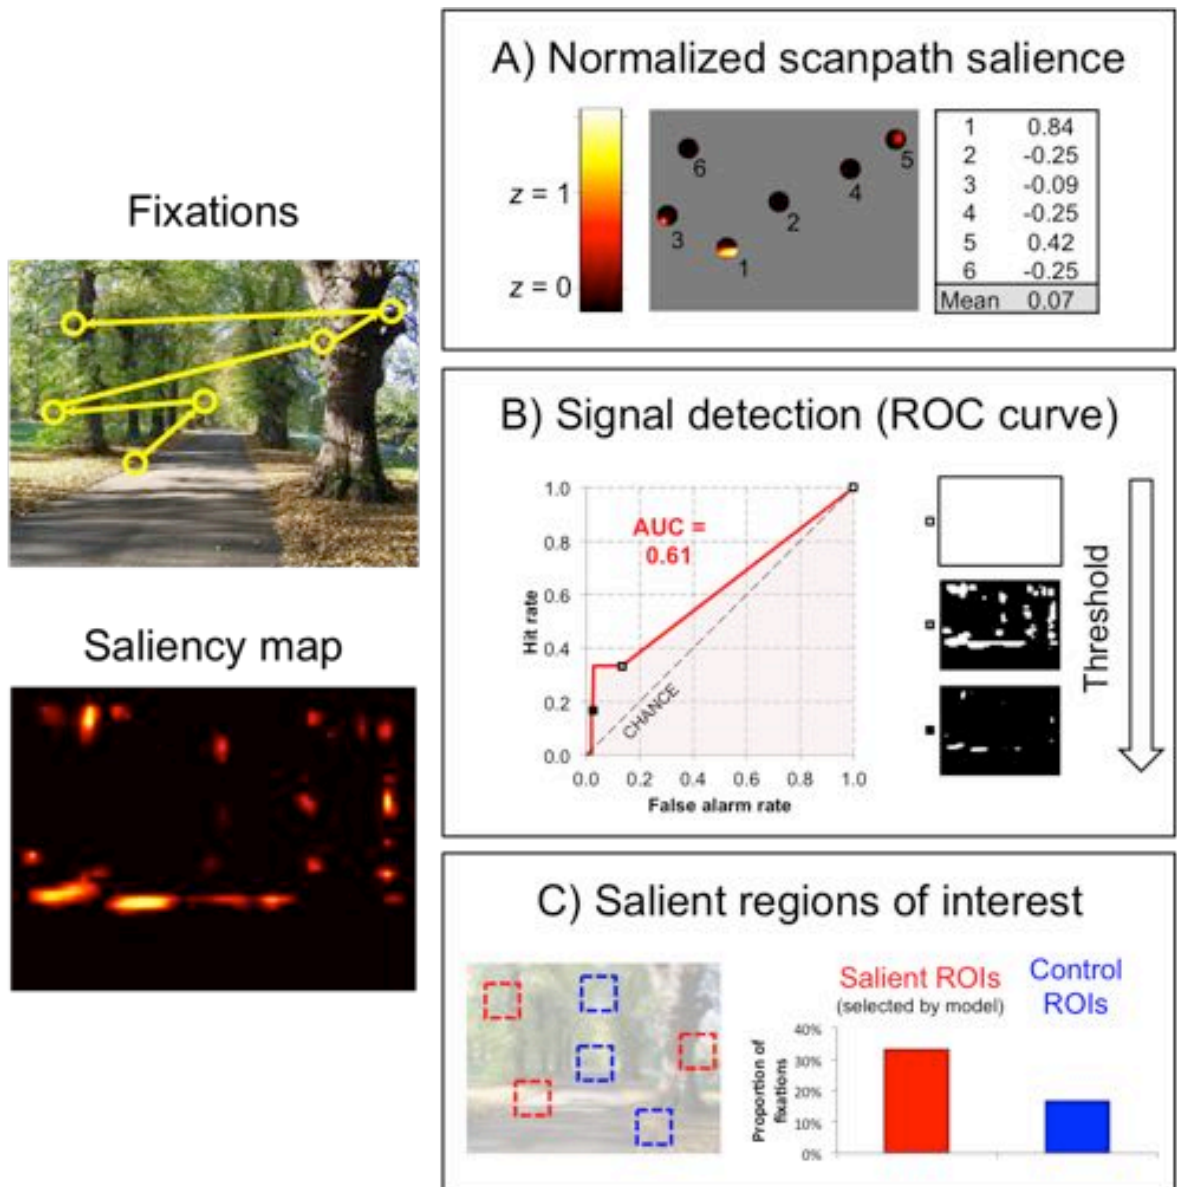 Fixations
Saliency map
A) Normalized scanpath salience
z = 1
z = 0
1
2
3
4
5
6
1 0.84
2 -0.25
3 -0.09
4 -0.25
5 0.42
6 -0.25
Mean 0.07
B) Signal detection (ROC curve)
1.0
0.8
0.6
0.4
0.2
0.0
Hit rate
AUC =
0.61
CHANCE
0.0 0.2 0.4 0.6 0.8 1.0
False alarm rate
Threshold
C) Salient regions of interest
Salient ROIs
(selected by model)
Control
ROIs
Proportion of
fixations
40%
30%
20%
10%
0%